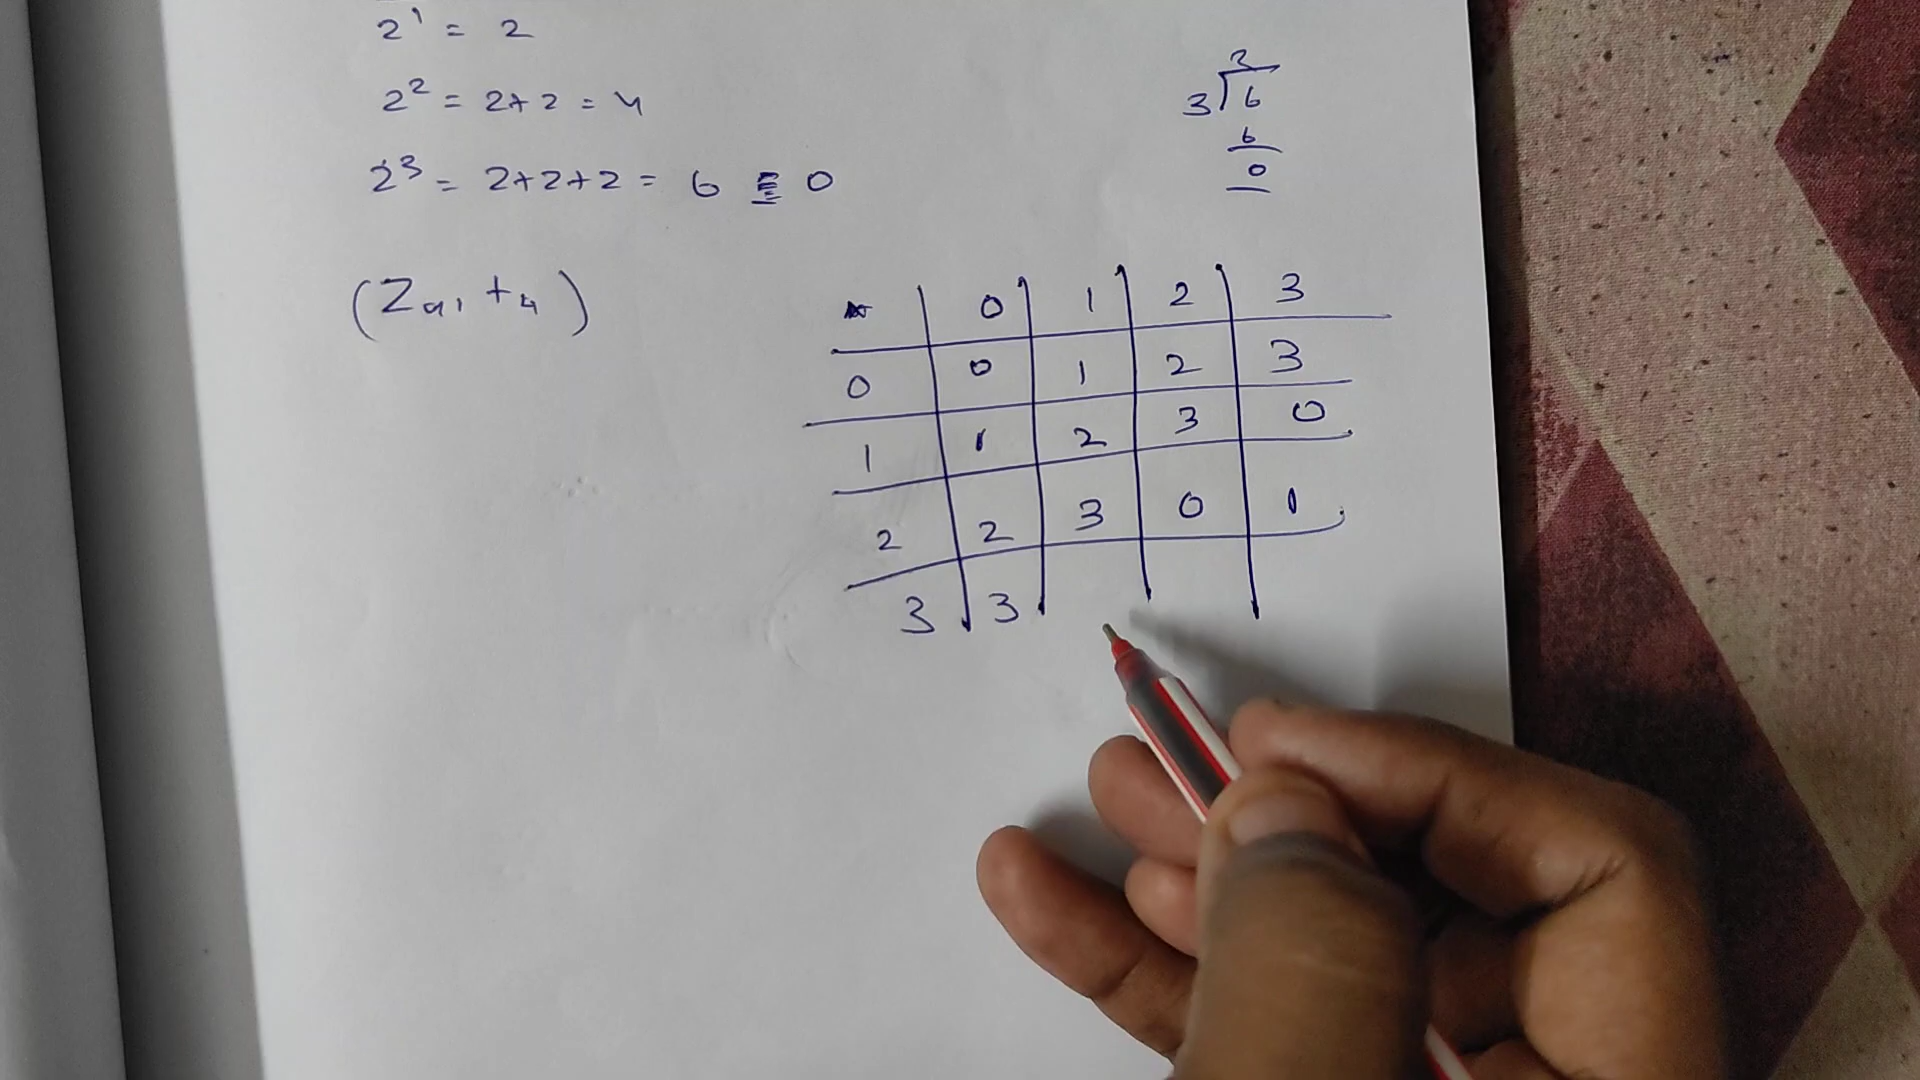 2¹ = 2
2² = 2+2 = 4
2³ = 2+2+2 = 6 ≡ 0
2
3 6
6
0
(Z₄, +₄)
* 0 1 2 3
0 0 1 2 3
1 1 2 3 0
2 2 3 0 1
3 3